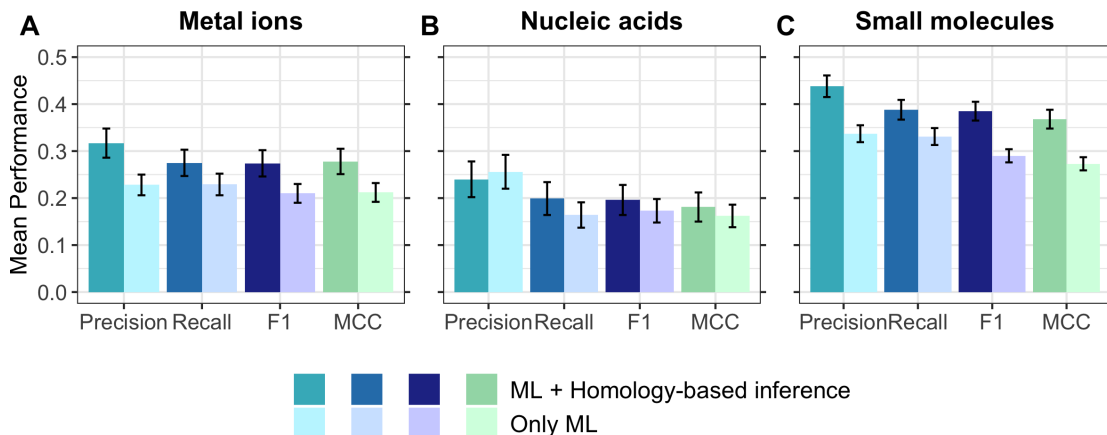 A Metal ions
B Nucleic acids
C Small molecules
Mean Performance
0.5
0.4
0.3
0.2
0.1
0.0
Precision Recall F1 MCC
Precision Recall F1 MCC
Precision Recall F1 MCC
ML + Homology-based inference
Only ML